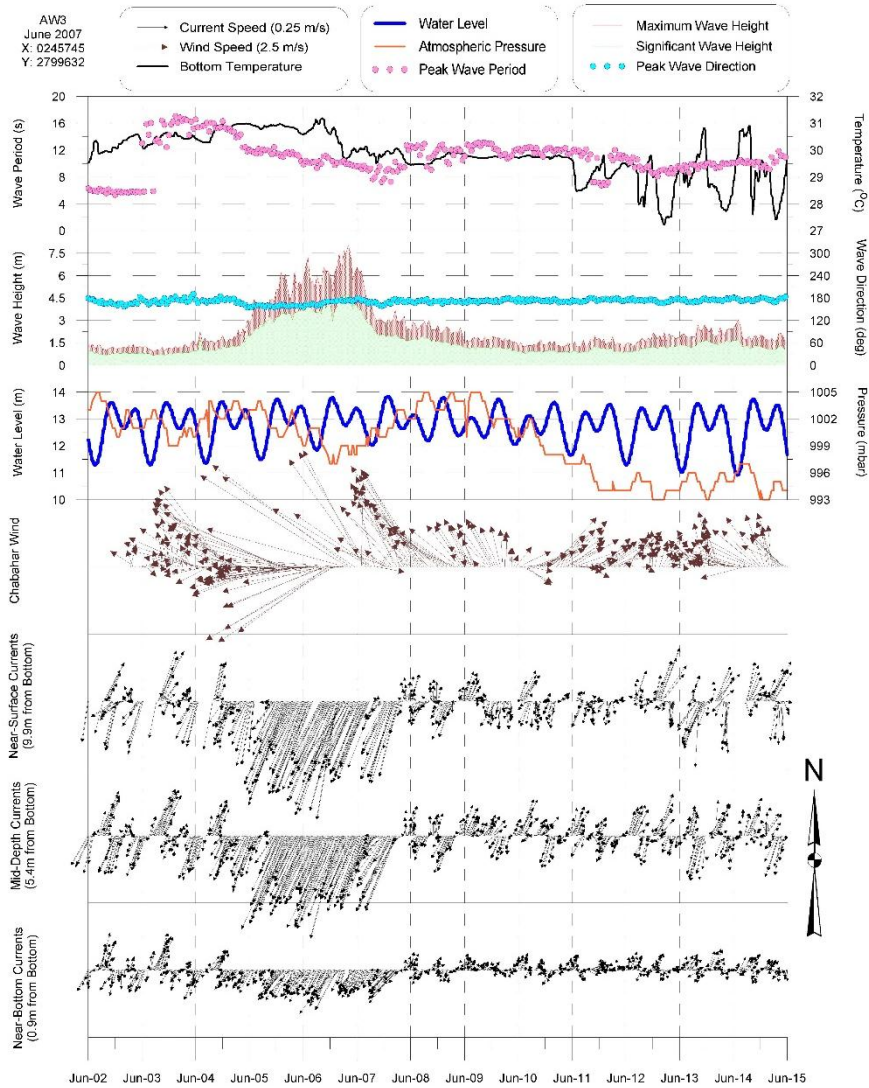 AW3
June 2007
X: 0245745
Y: 2799632
Current Speed (0.25 m/s)
Wind Speed (2.5 m/s)
Bottom Temperature
Water Level
Atmospheric Pressure
Peak Wave Period
Maximum Wave Height
Significant Wave Height
Peak Wave Direction
Wave Period (s)
20
16
12
8
4
0
32
31
30
29
28
27
Temperature (°C)
Wave Height (m)
7.5
6
4.5
3
1.5
0
300
240
180
120
60
0
Wave Direction (deg)
Water Level (m)
14
13
12
11
10
1005
1002
999
996
993
Pressure (mbar)
Chabahar Wind
Near-Surface Currents
(9.9m from Bottom)
Mid-Depth Currents
(5.4m from Bottom)
Near-Bottom Currents
(0.9m from Bottom)
N
Jun-02 Jun-03 Jun-04 Jun-05 Jun-06 Jun-07 Jun-08 Jun-09 Jun-10 Jun-11 Jun-12 Jun-13 Jun-14 Jun-15